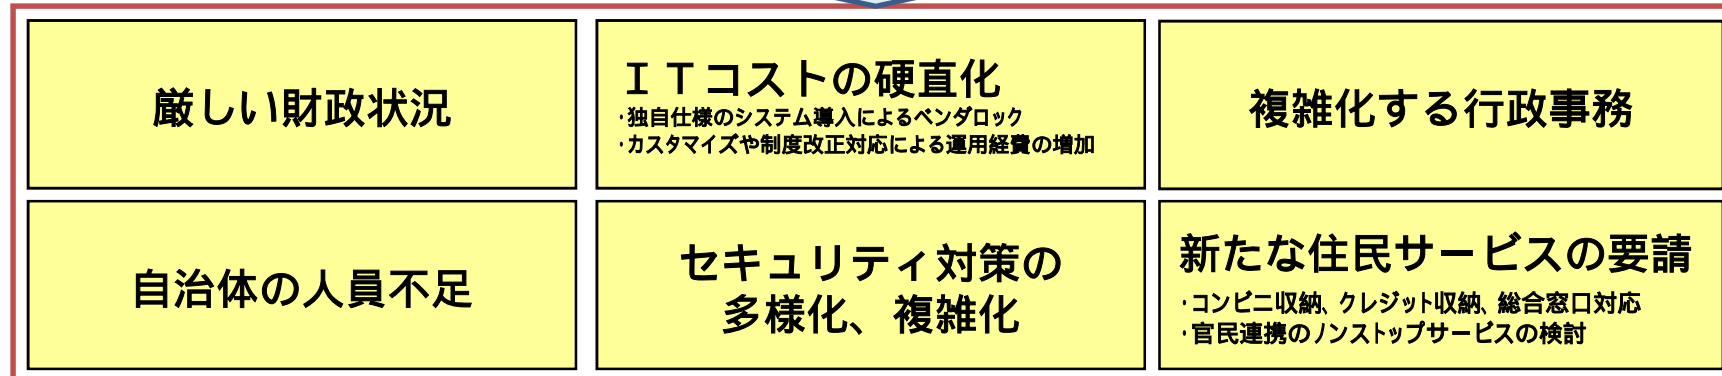 厳しい財政状況
ＩＴコストの硬直化
･独自仕様のシステム導入によるベンダロック
･カスタマイズや制度改正対応による運用経費の増加
複雑化する行政事務
自治体の人員不足
セキュリティ対策の
多様化、複雑化
新たな住民サービスの要請
･コンビニ収納、クレジット収納、総合窓口対応
･官民連携のノンストップサービスの検討